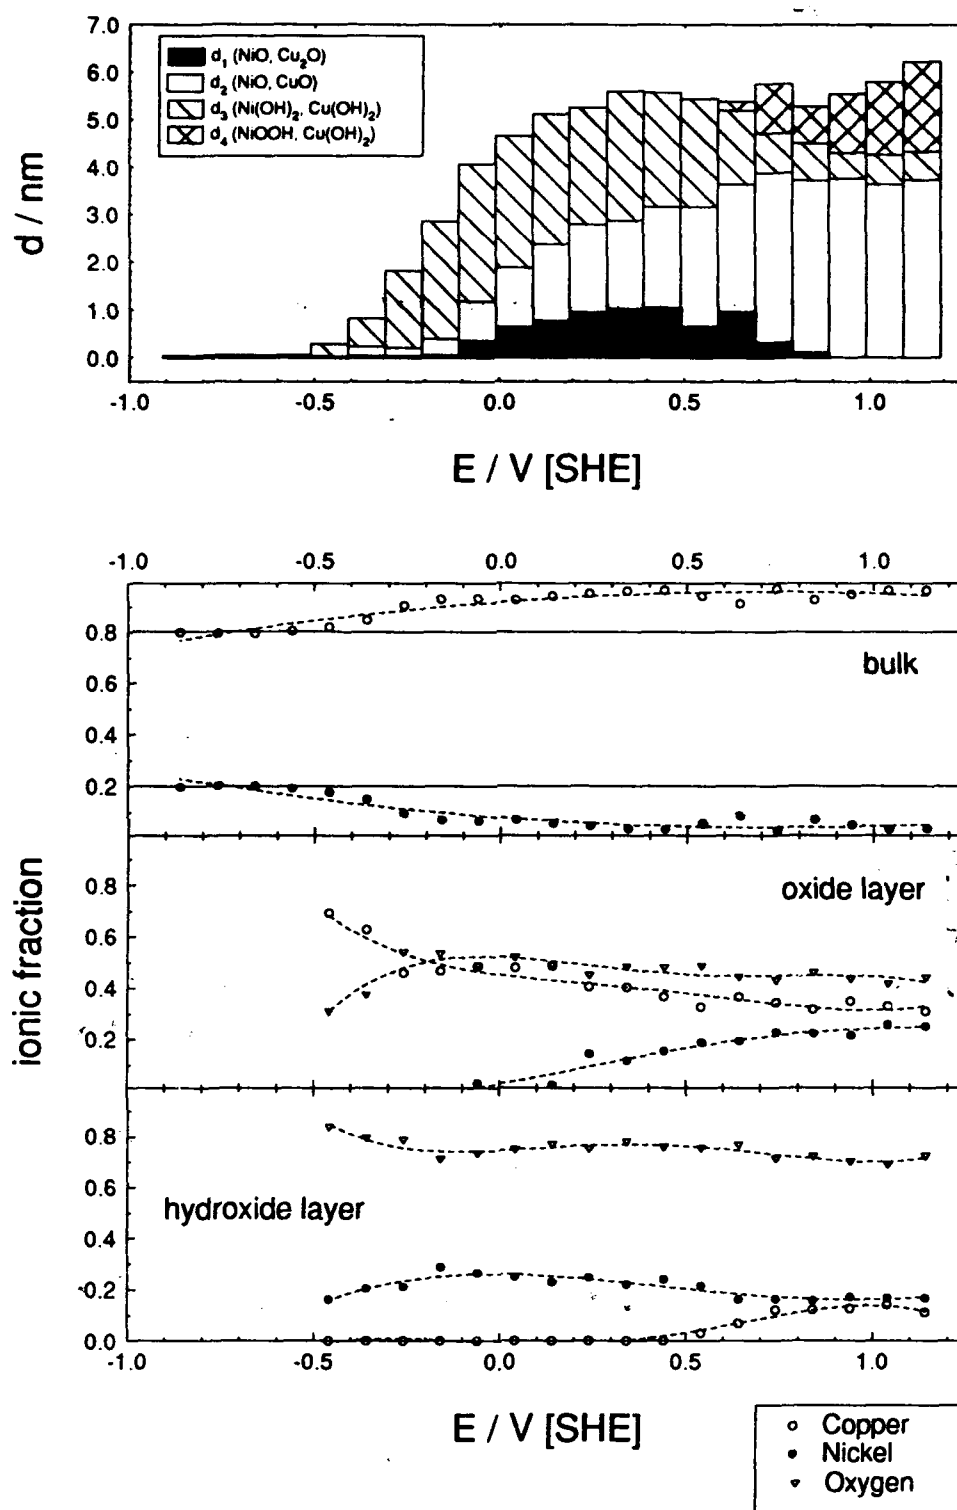 7.0
6.0
5.0
4.0
3.0
2.0
1.0
0.0
d / nm
d1 (NiO, Cu2O)
d2 (NiO, CuO)
d3 (Ni(OH)2, Cu(OH)2)
d4 (NiOOH, Cu(OH)2)
-1.0 -0.5 0.0 0.5 1.0
E / V [SHE]
-1.0 -0.5 0.0 0.5 1.0
0.8
bulk
0.6
0.4
0.2
ionic fraction
0.8
oxide layer
0.6
0.4
0.2
0.8
0.6
hydroxide layer
0.4
0.2
0.0
-1.0 -0.5 0.0 0.5 1.0
E / V [SHE]
Copper
Nickel
Oxygen